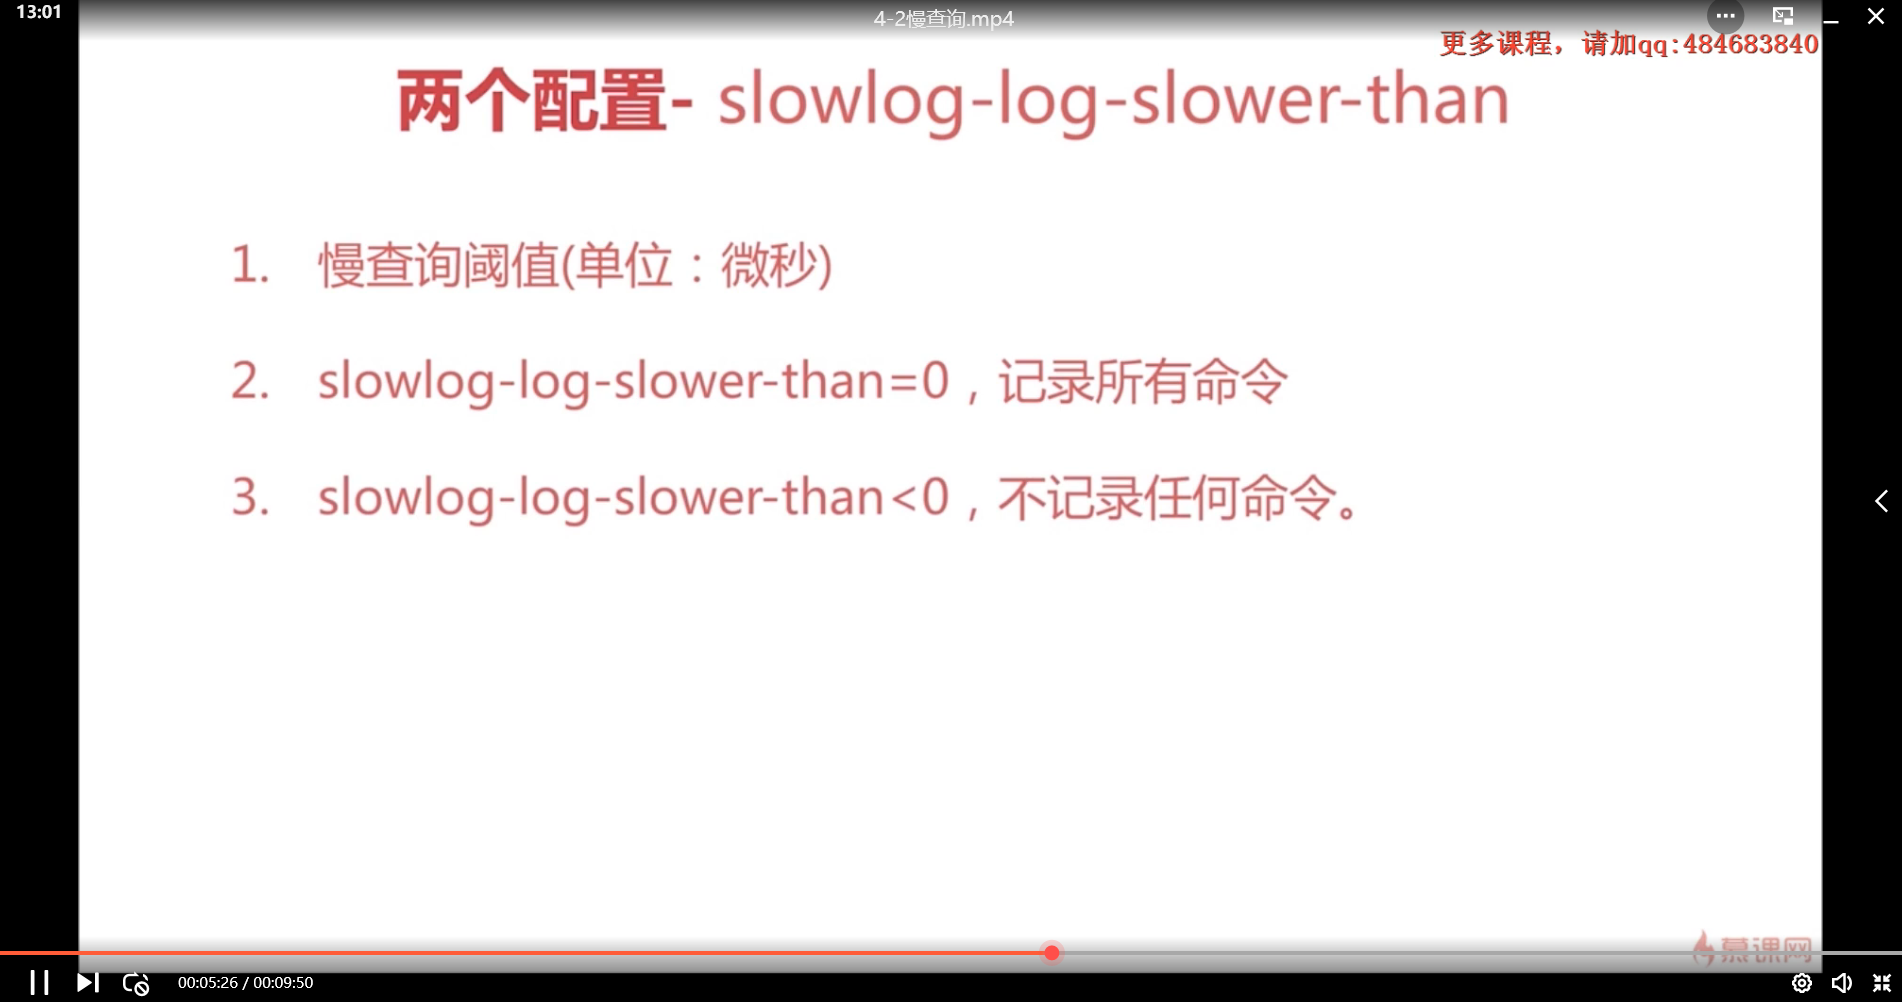 13:01
4-2慢查询.mp4
更多课程，请加qq:484683840
两个配置- slowlog-log-slower-than
1. 慢查询阈值(单位：微秒)
2. slowlog-log-slower-than=0，记录所有命令
3. slowlog-log-slower-than<0，不记录任何命令。
慕课网
00:05:26 / 00:09:50